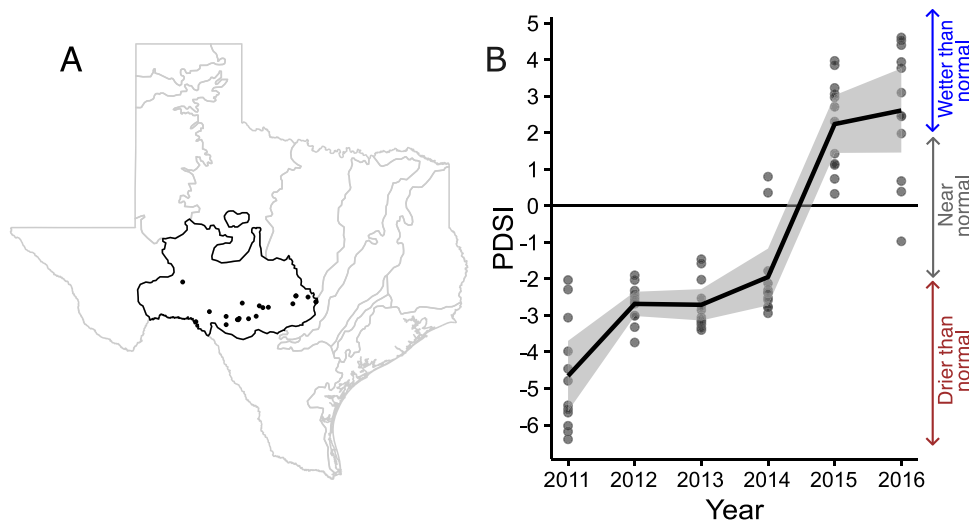 A
B
PDSI
5
4
3
2
1
0
-1
-2
-3
-4
-5
-6
2011 2012 2013 2014 2015 2016
Year
Wetter than
normal
Near
normal
Drier than
normal